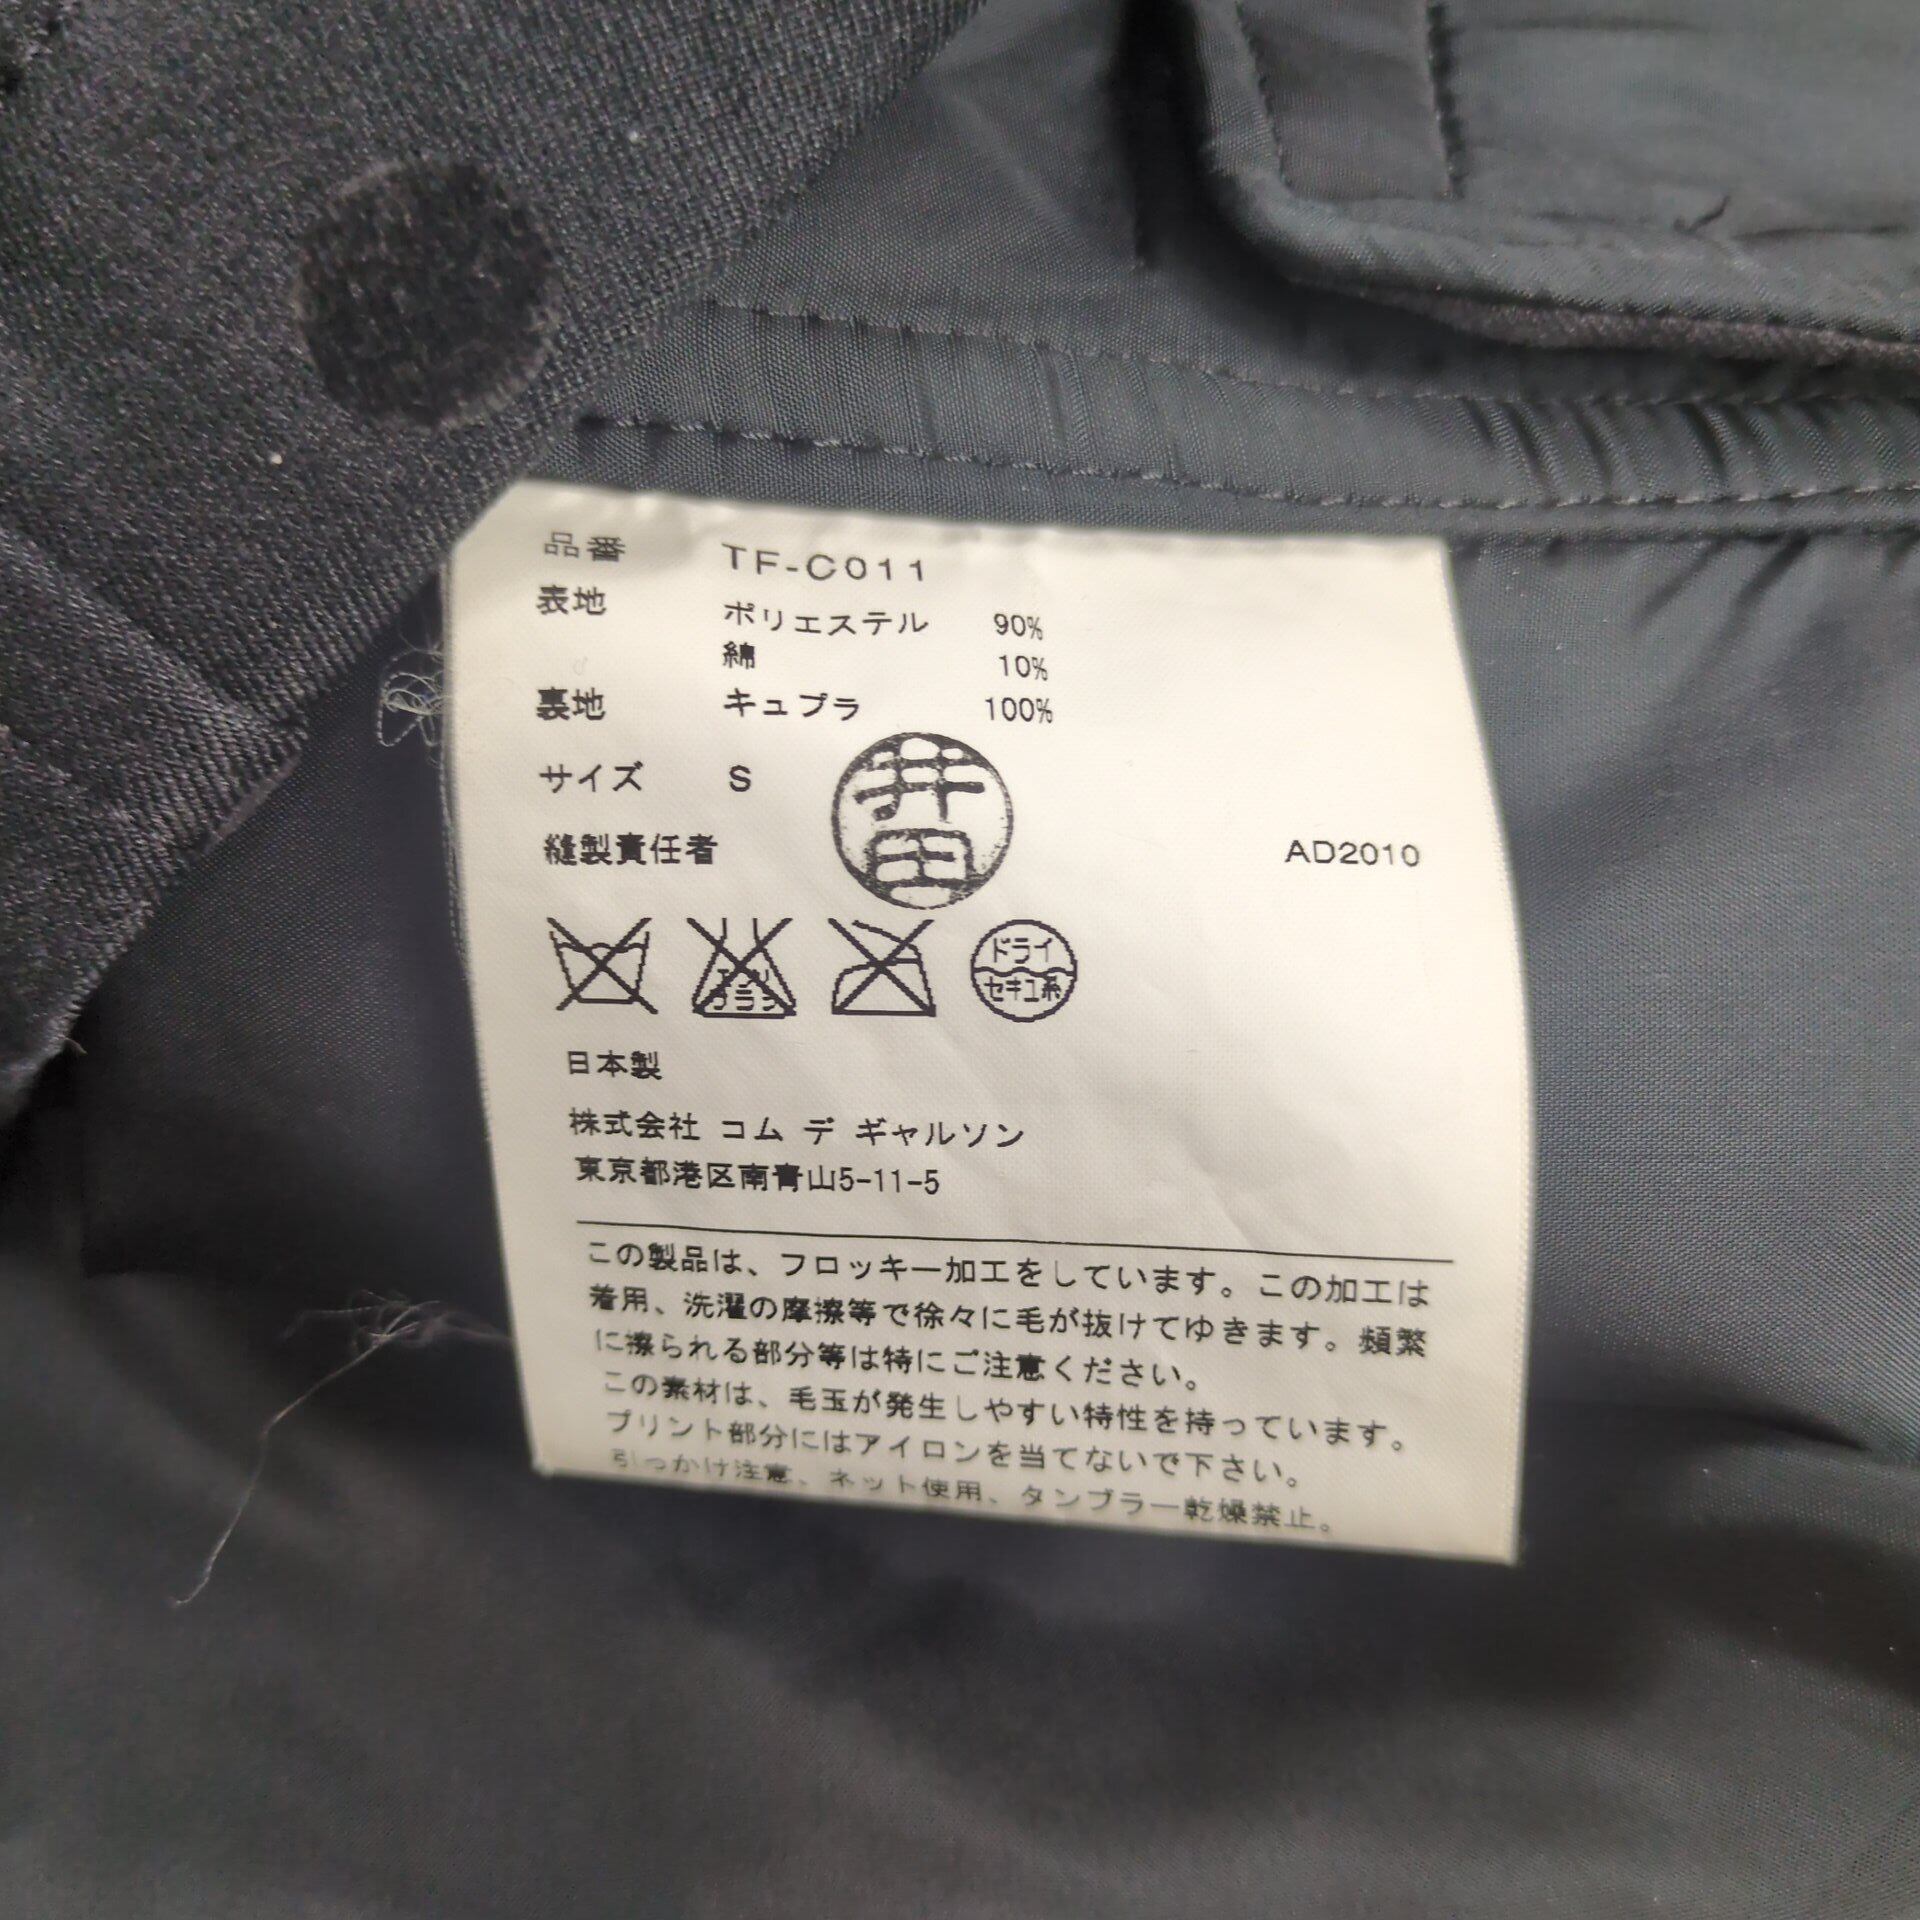 品番 TF-C011
表地 ポリエステル 90%
綿 10%
裏地 キュプラ 100%
サイズ S
井田
縫製責任者 AD2010
エンソ
サラシ
ドライ
セキユ系
日本製
株式会社 コム デ ギャルソン
東京都港区南青山5-11-5
この製品は、フロッキー加工をしています。この加工は
着用、洗濯の摩擦等で徐々に毛が抜けてゆきます。頻繁
に擦られる部分等は特にご注意ください。
この素材は、毛玉が発生しやすい特性を持っています。
プリント部分にはアイロンを当てないで下さい。
引っかけ注意、ネット使用、タンブラー乾燥禁止。